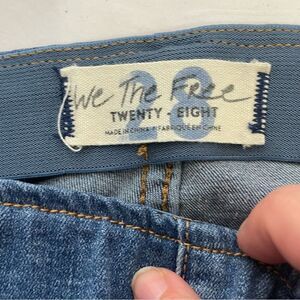 28
We The Free
TWENTY - EIGHT
MADE IN CHINA · FABRIQUÉ EN CHINE